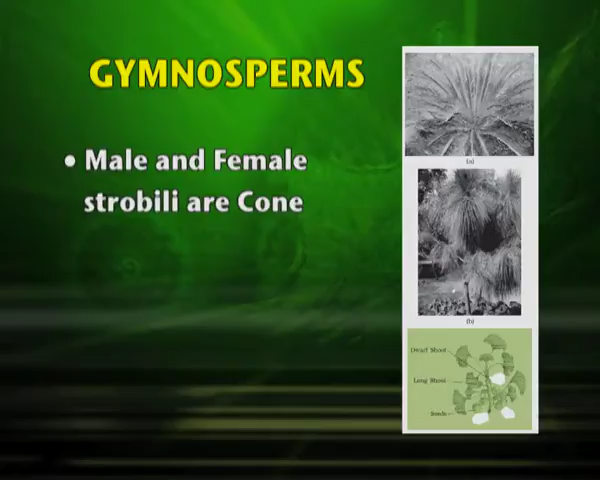 GYMNOSPERMS
• Male and Female
strobili are Cone
(a)
(b)
Dwarf Shoot
Long Shoot
Seeds